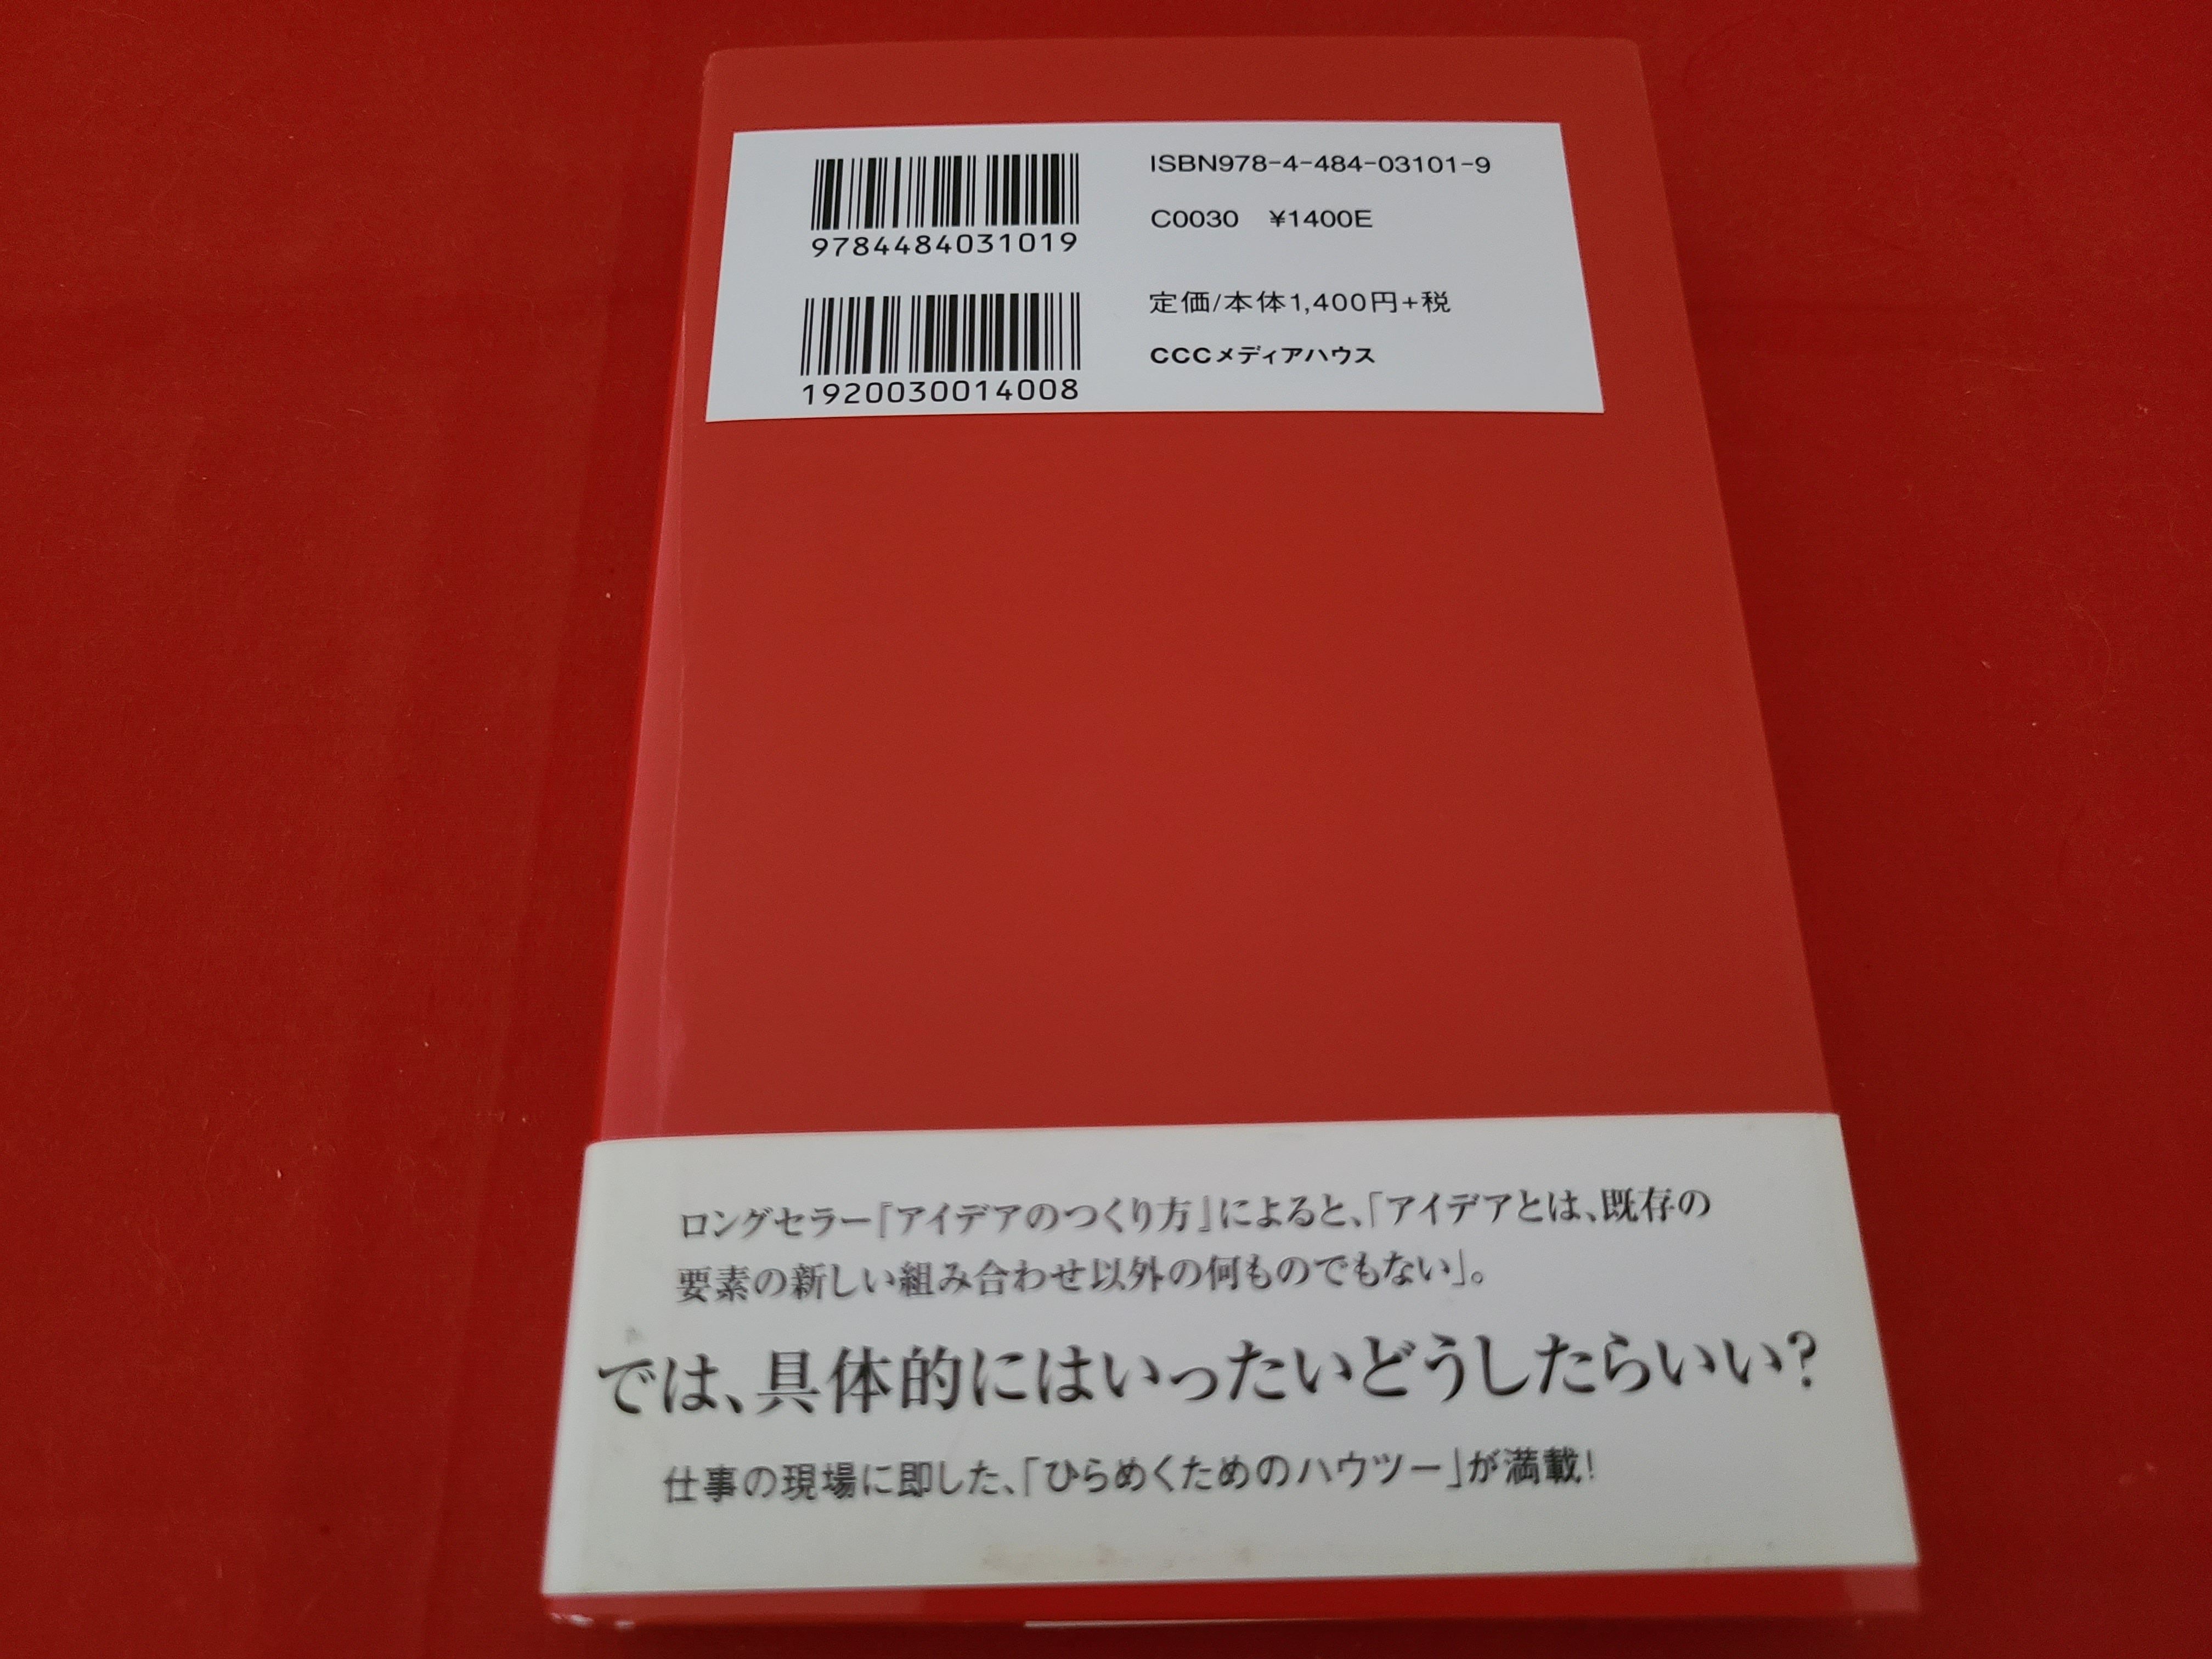 9784484031019
1920030014008
ISBN978-4-484-03101-9
C0030 ¥1400E
定価/本体1,400円+税
CCCメディアハウス
ロングセラー『アイデアのつくり方』によると、「アイデアとは、既存の
要素の新しい組み合わせ以外の何ものでもない」。
では、具体的にはいったいどうしたらいい?
仕事の現場に即した、「ひらめくためのハウツー」が満載!